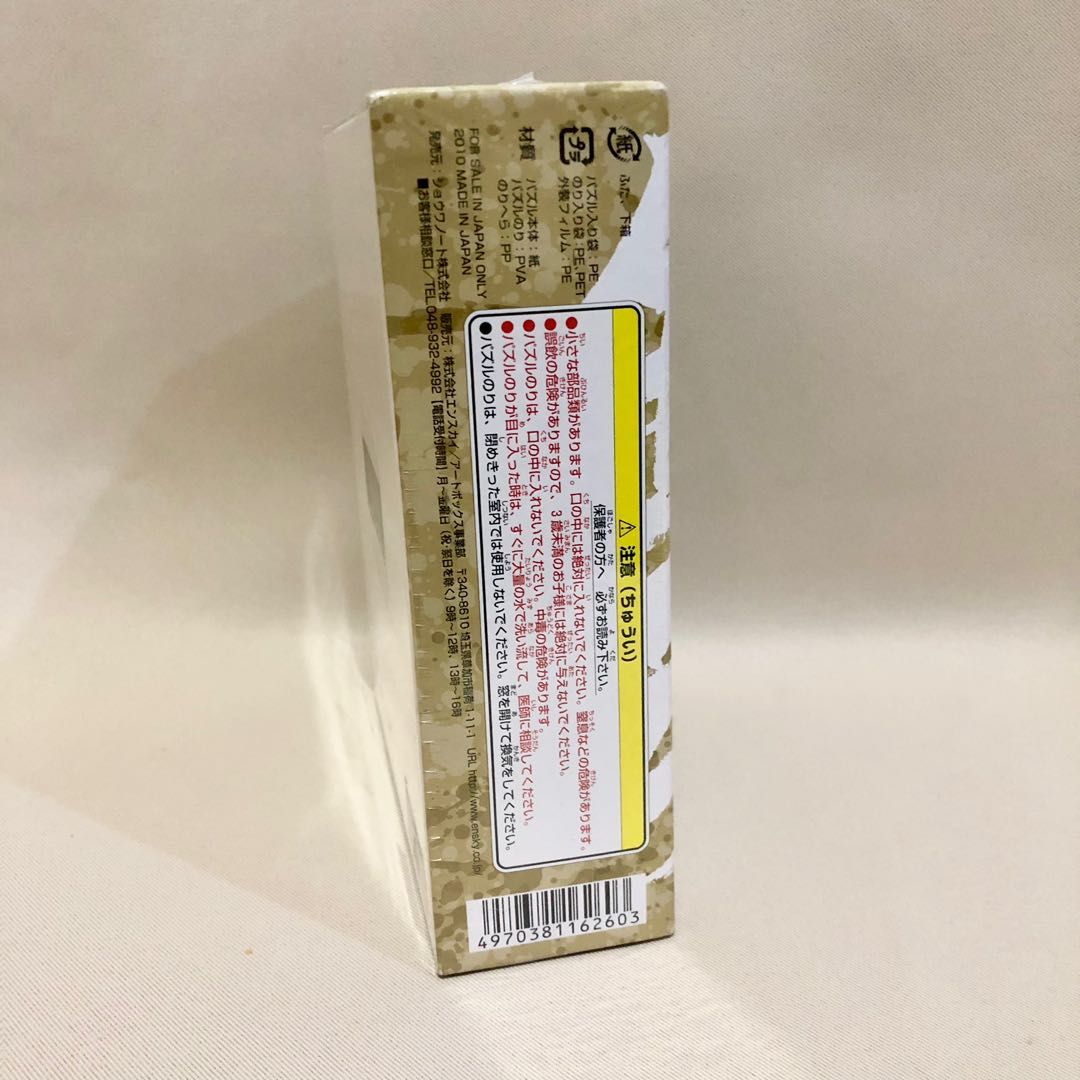 紙 ふた、下箱
プラ パズル入り袋：PE
のり入り袋：PE、PET
外装フィルム：PE
材質 パズル本体：紙
パズルのり：PVA
のりへら：PP
FOR SALE IN JAPAN ONLY
2010 MADE IN JAPAN
発売元：ショウワノート株式会社 販売元：株式会社エンスカイ／アートボックス事業部 〒340-8610 埼玉県草加市稲荷 1-11-1 URL http://www.ensky.co.jp/
■お客様相談窓口／TEL.048-932-4992【電話受付時間】月〜金曜日（祝・祭日を除く）9時〜12時、13時〜16時
注意（ちゅうい）
保護者の方へ 必ずお読み下さい。
●小さな部品類があります。口の中には絶対に入れないでください。窒息などの危険があります。
●誤飲の危険がありますので、3歳未満のお子様には絶対に与えないでください。
●パズルのりは、口の中に入れないでください。中毒の危険があります。
●パズルのりが目に入った時は、すぐに大量の水で洗い流して、医師に相談してください。
●パズルのりは、閉めきった室内では使用しないでください。窓を開けて換気をしてください。
4970381162603